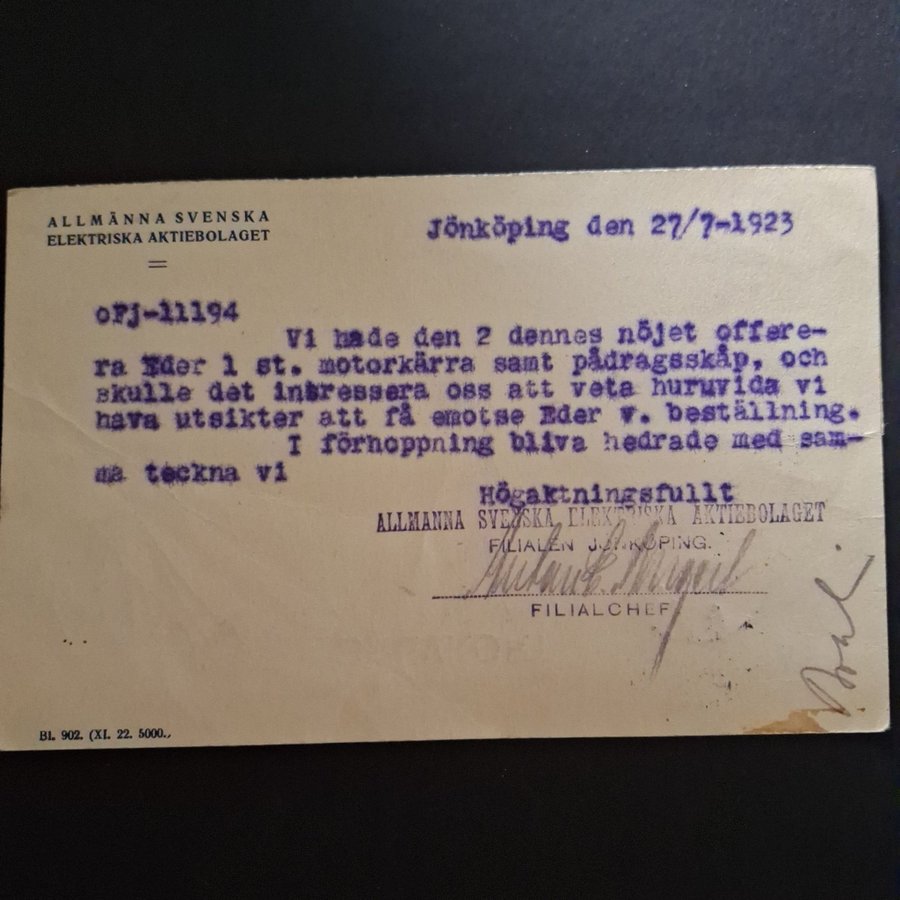 ALLMÄNNA SVENSKA
ELEKTRISKA AKTIEBOLAGET
Jönköping den 27/7-1923
oFj-11194
Vi hade den 2 dennes nöjet offere-
ra Eder 1 st. motorkärra samt pådragsskåp, och
skulle det intressera oss att veta huruvida vi
hava utsikter att få emotse Eder v. beställning.
I förhoppning bliva hedrade med sam-
ma teckna vi
Högaktningsfullt
ALLMANNA SVENSKA ELEKTRISKA AKTIEBOLAGET
FILIALEN JÖNKÖPING.
FILIALCHEF.
Bl. 902. (XI. 22. 5000.,